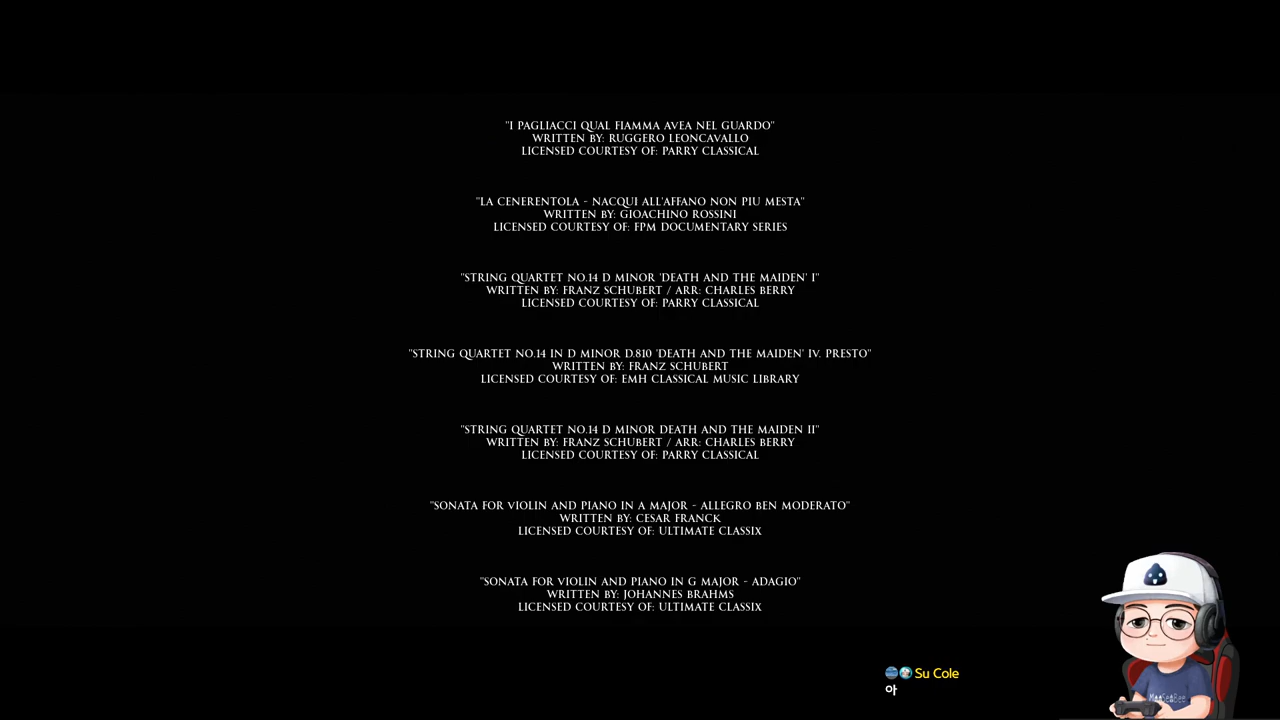 "I PAGLIACCI QUAL FIAMMA AVEA NEL GUARDO"
WRITTEN BY: RUGGERO LEONCAVALLO
LICENSED COURTESY OF: PARRY CLASSICAL
"LA CENERENTOLA - NACQUI ALL'AFFANO NON PIU MESTA"
WRITTEN BY: GIOACHINO ROSSINI
LICENSED COURTESY OF: FPM DOCUMENTARY SERIES
"STRING QUARTET NO.14 D MINOR 'DEATH AND THE MAIDEN' I"
WRITTEN BY: FRANZ SCHUBERT / ARR: CHARLES BERRY
LICENSED COURTESY OF: PARRY CLASSICAL
"STRING QUARTET NO.14 IN D MINOR D.810 'DEATH AND THE MAIDEN' IV. PRESTO"
WRITTEN BY: FRANZ SCHUBERT
LICENSED COURTESY OF: EMH CLASSICAL MUSIC LIBRARY
"STRING QUARTET NO.14 D MINOR DEATH AND THE MAIDEN II"
WRITTEN BY: FRANZ SCHUBERT / ARR: CHARLES BERRY
LICENSED COURTESY OF: PARRY CLASSICAL
"SONATA FOR VIOLIN AND PIANO IN A MAJOR - ALLEGRO BEN MODERATO"
WRITTEN BY: CESAR FRANCK
LICENSED COURTESY OF: ULTIMATE CLASSIX
"SONATA FOR VIOLIN AND PIANO IN G MAJOR - ADAGIO"
WRITTEN BY: JOHANNES BRAHMS
LICENSED COURTESY OF: ULTIMATE CLASSIX
Su Cole
아